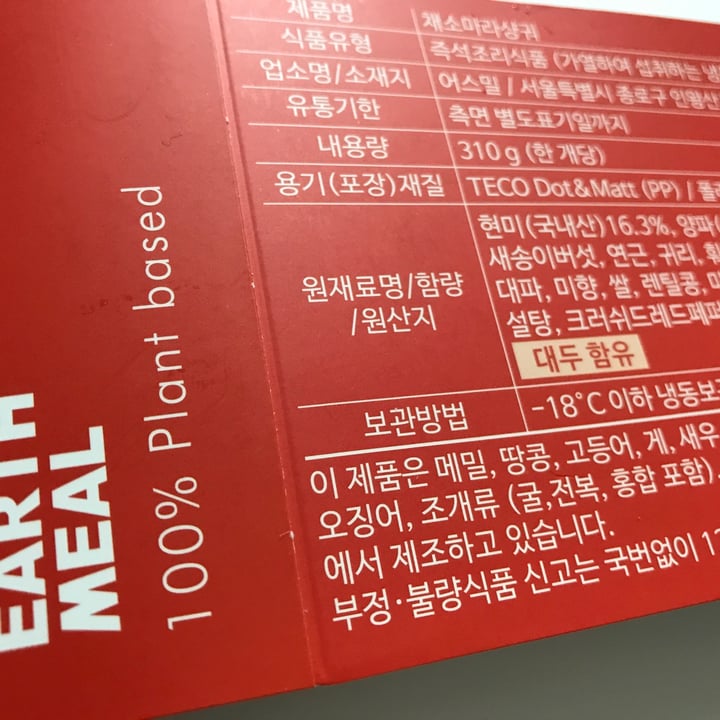 제품명 채소마라샹궈
식품유형 즉석조리식품 (가열하여 섭취하는 냉
업소명/소재지 어스밀 / 서울특별시 종로구 인왕산
유통기한 측면 별도표기일까지
내용량 310g (한 개당)
용기(포장)재질 TECO Dot&Matt (PP) / 폴
원재료명/함량
/원산지
현미(국내산)16.3%, 양파(
새송이버섯, 연근, 귀리, 훠
대파, 미향, 쌀, 렌틸콩, 마
설탕, 크러쉬드레드페퍼
대두 함유
보관방법 -18°C 이하 냉동보
이 제품은 메밀, 땅콩, 고등어, 게, 새우
오징어, 조개류 (굴,전복, 홍합 포함)
에서 제조하고 있습니다.
부정·불량식품 신고는 국번없이 1
EARTH
MEAL
100% Plant based